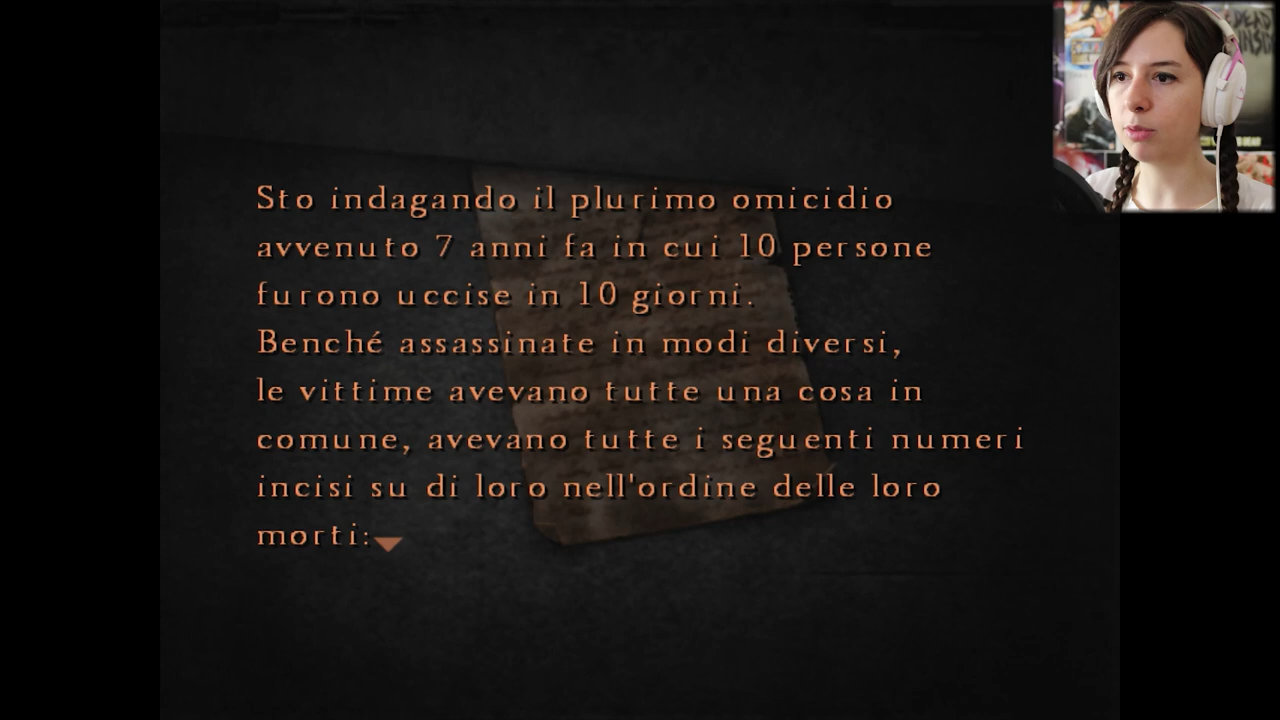 Sto indagando il plurimo omicidio
avvenuto 7 anni fa in cui 10 persone
furono uccise in 10 giorni.
Benché assassinate in modi diversi,
le vittime avevano tutte una cosa in
comune, avevano tutte i seguenti numeri
incisi su di loro nell'ordine delle loro
morti: